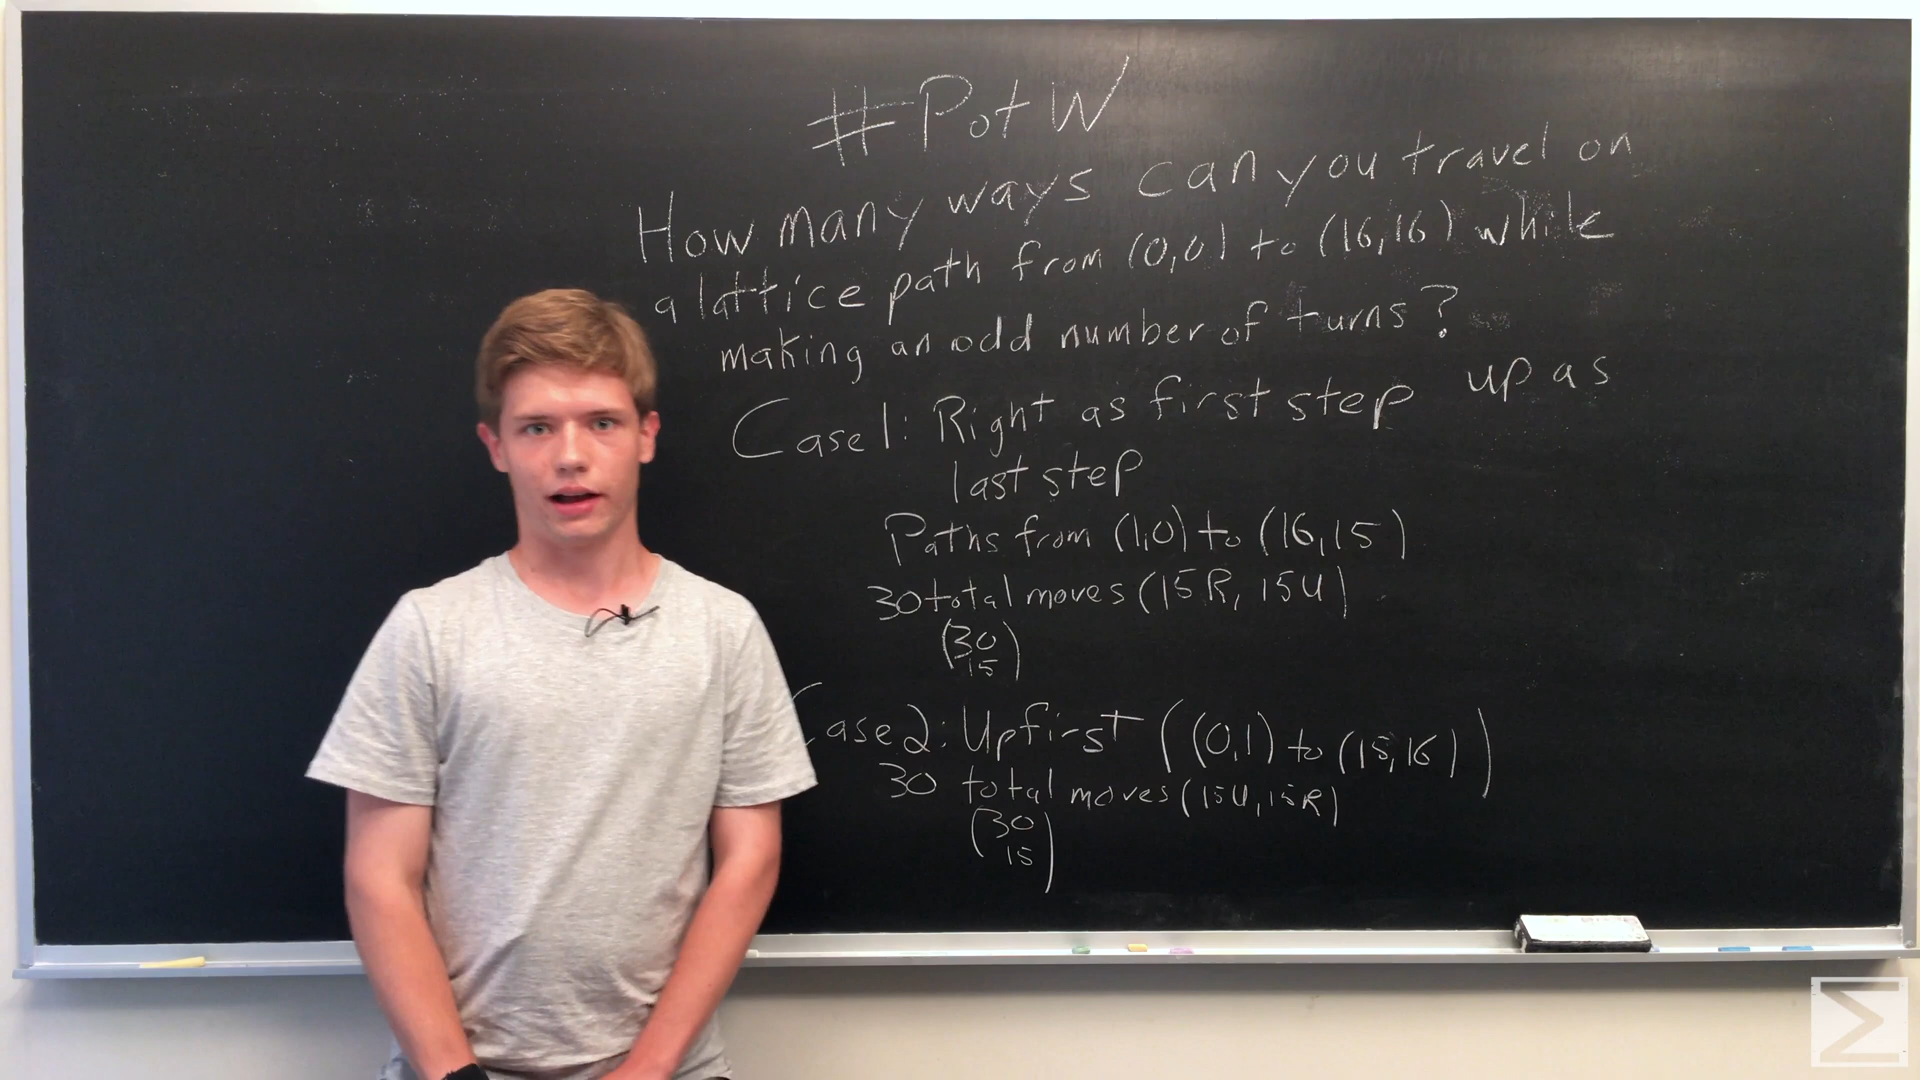 #PotW
How many ways can you travel on
a lattice path from (0,0) to (16,16) while
making an odd number of turns?
Case 1: Right as first step up as
last step
Paths from (1,0) to (16,15)
30 total moves (15R, 15U)
(30
15)
Case 2: Up first ((0,1) to (15,16))
30 total moves (15U, 15R)
(30
15)
Σ